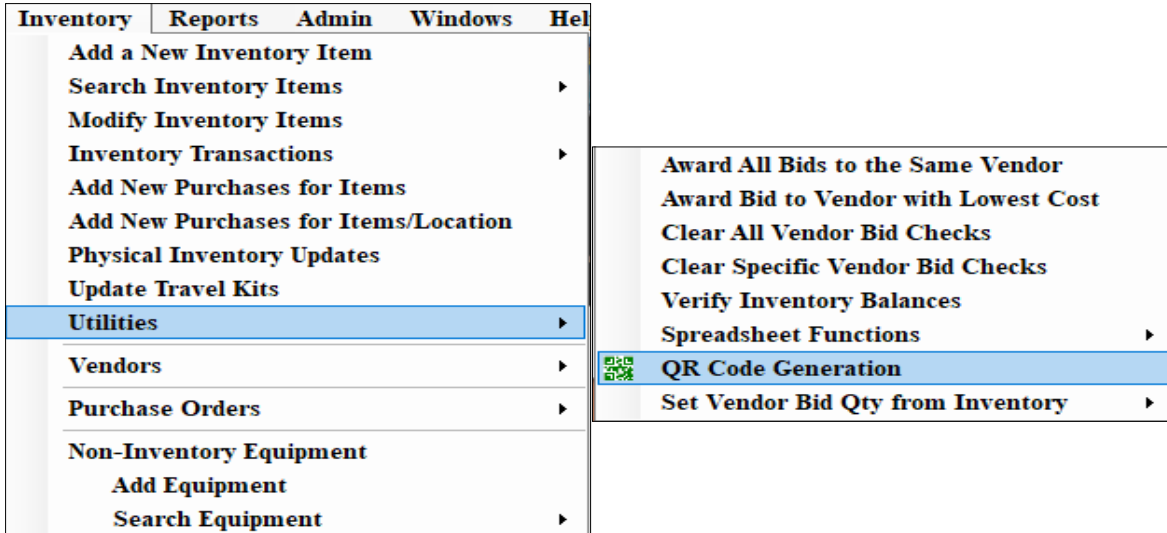 Inventory Reports Admin Windows Hel
Add a New Inventory Item
Search Inventory Items
Modify Inventory Items
Inventory Transactions
Add New Purchases for Items
Add New Purchases for Items/Location
Physical Inventory Updates
Update Travel Kits
Utilities
Vendors
Purchase Orders
Non-Inventory Equipment
Add Equipment
Search Equipment
Award All Bids to the Same Vendor
Award Bid to Vendor with Lowest Cost
Clear All Vendor Bid Checks
Clear Specific Vendor Bid Checks
Verify Inventory Balances
Spreadsheet Functions
QR Code Generation
Set Vendor Bid Qty from Inventory